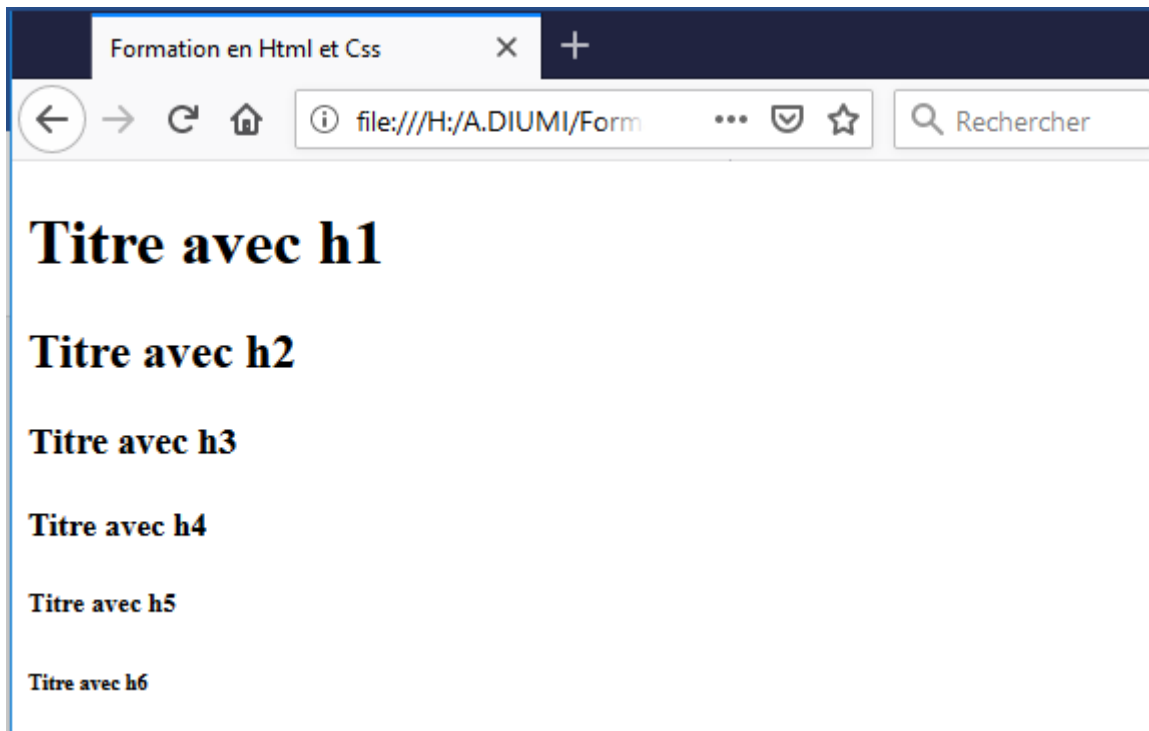 Formation en Html et Css
file:///H:/A.DIUMI/Form
Rechercher
Titre avec h1
Titre avec h2
Titre avec h3
Titre avec h4
Titre avec h5
Titre avec h6